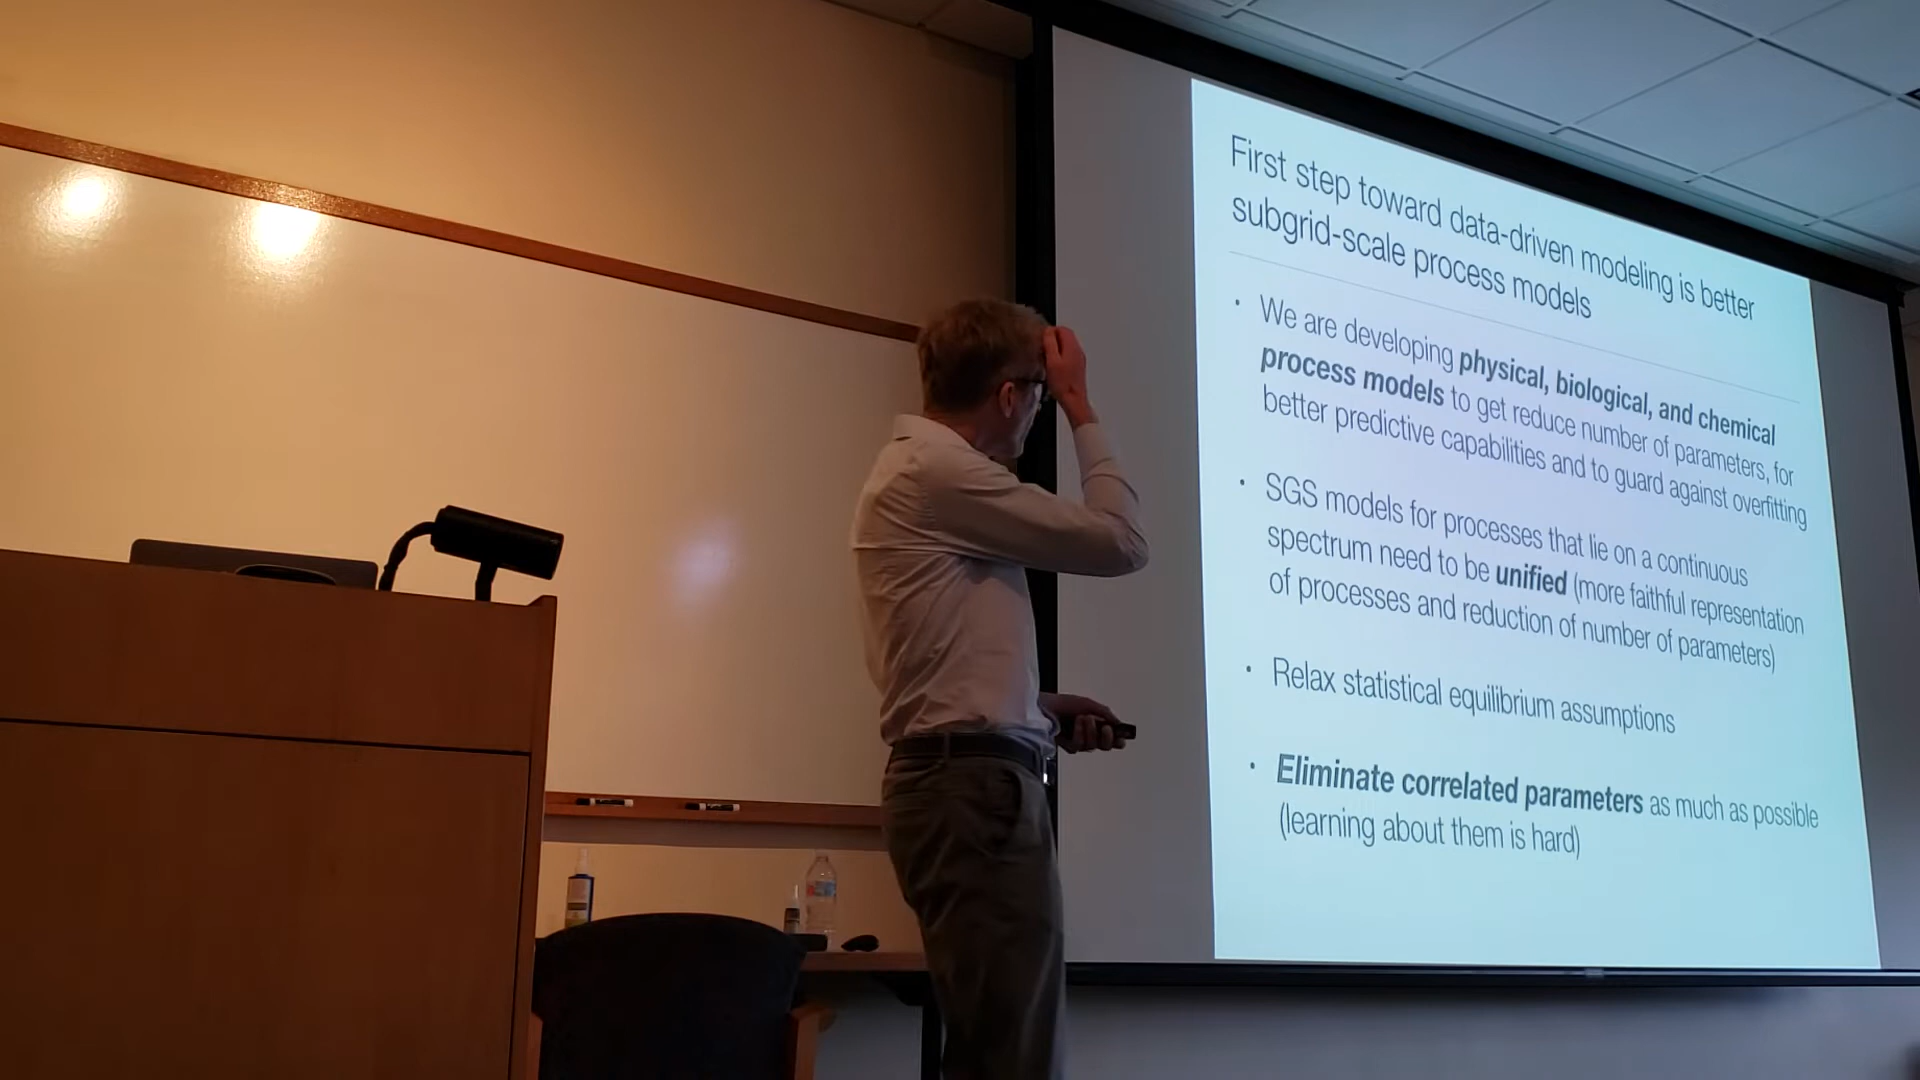 First step toward data-driven modeling is better
subgrid-scale process models
• We are developing physical, biological, and chemical
process models to get reduce number of parameters, for
better predictive capabilities and to guard against overfitting
• SGS models for processes that lie on a continuous
spectrum need to be unified (more faithful representation
of processes and reduction of number of parameters)
• Relax statistical equilibrium assumptions
• Eliminate correlated parameters as much as possible
(learning about them is hard)